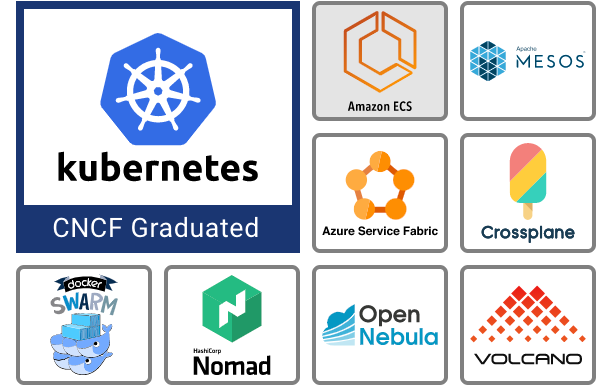 kubernetes
CNCF Graduated
Amazon ECS
Apache
MESOS
Azure Service Fabric
Crossplane
docker
SWARM
HashiCorp
Nomad
Open
Nebula
VOLCANO